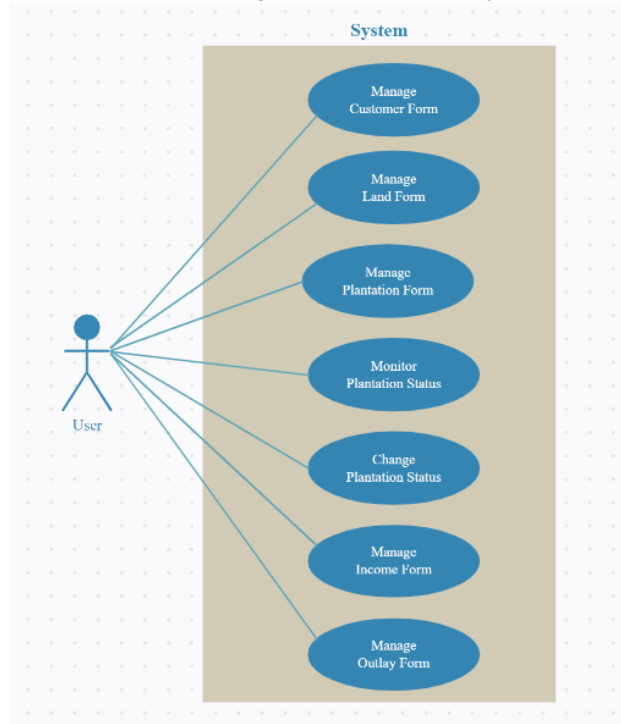 System
Manage
Customer Form
Manage
Land Form
Manage
Plantation Form
Monitor
Plantation Status
User
Change
Plantation Status
Manage
Income Form
Manage
Outlay Form